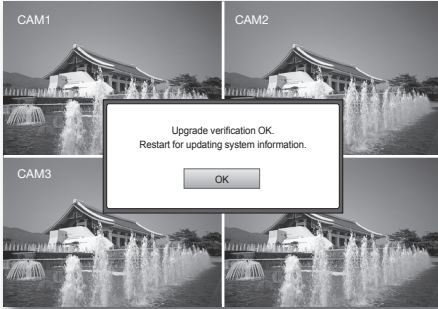 CAM1
CAM2
Upgrade verification OK.
Restart for updating system information.
OK
CAM3